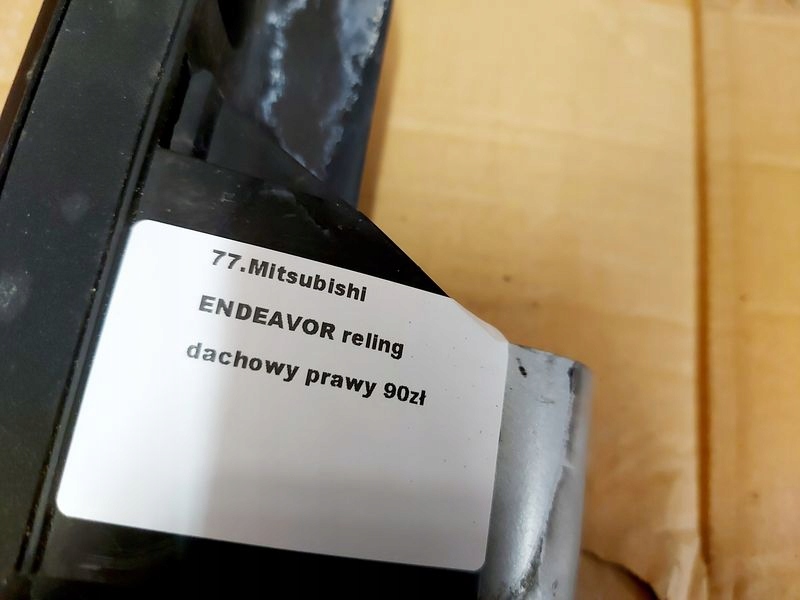 77.Mitsubishi
ENDEAVOR reling
dachowy prawy 90zł